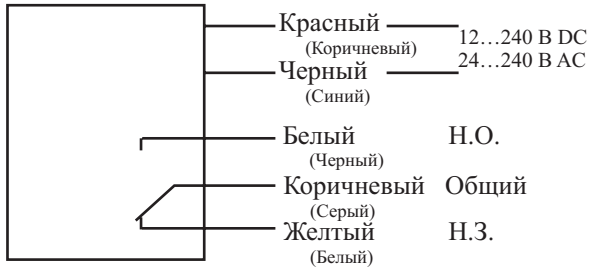 Красный
(Коричневый)
12...240 В DC
24...240 В AC
Черный
(Синий)
Белый Н.О.
(Черный)
Коричневый Общий
(Серый)
Желтый Н.З.
(Белый)